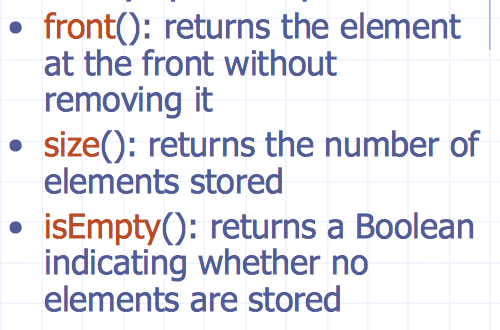 • front(): returns the element
at the front without
removing it
• size(): returns the number of
elements stored
• isEmpty(): returns a Boolean
indicating whether no
elements are stored